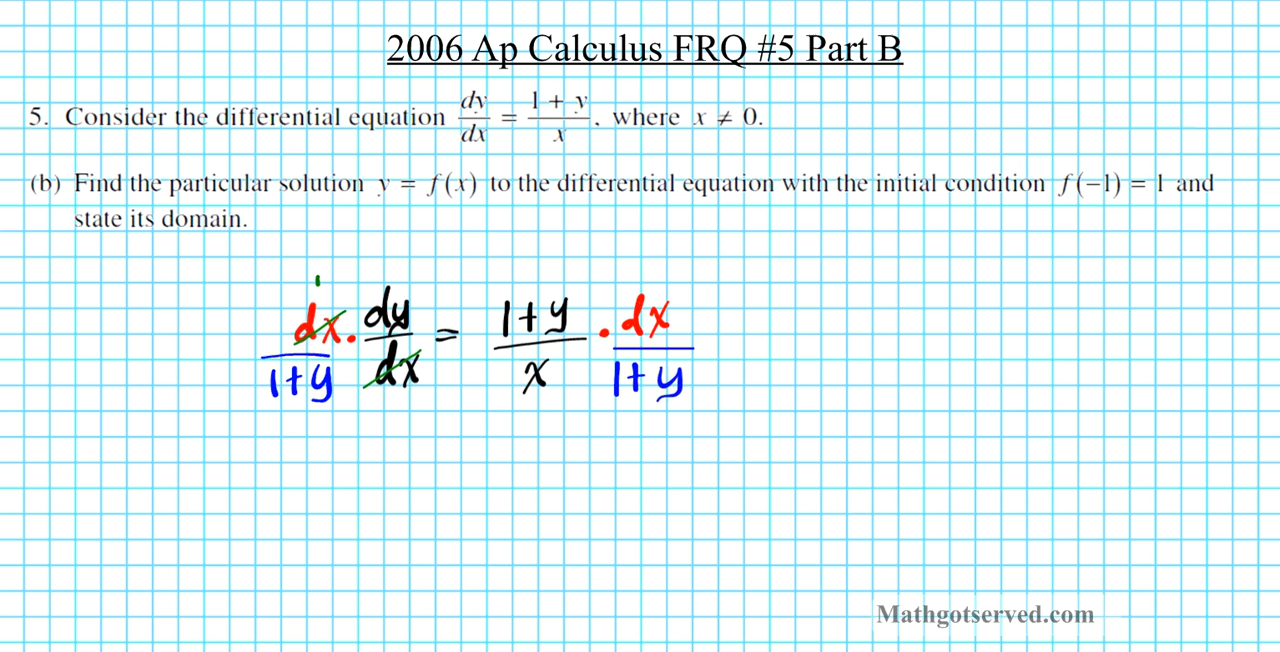 2006 Ap Calculus FRQ #5 Part B
5. Consider the differential equation dy/dx = (1 + y)/x, where x ≠ 0.
(b) Find the particular solution y = f(x) to the differential equation with the initial condition f(−1) = 1 and
state its domain.
1
dx/(1+y) · dy/dx = (1+y)/x · dx/(1+y)
Mathgotserved.com